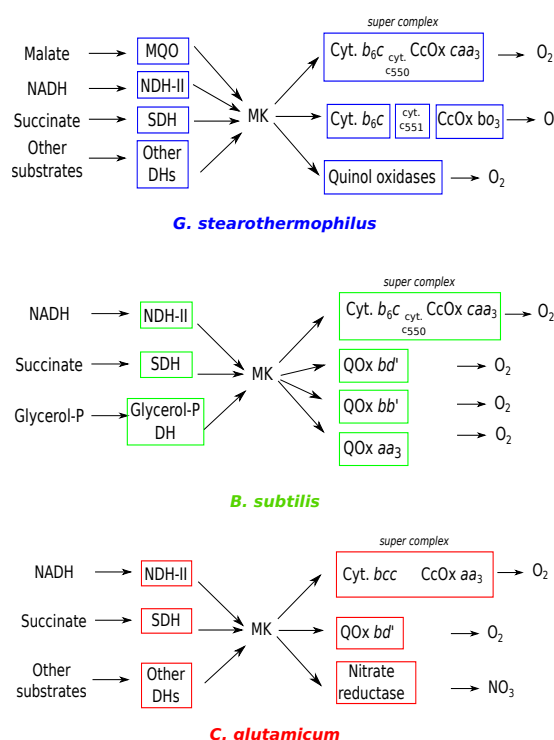 super complex
Malate MQO Cyt. b6c cyt. c550 CcOx caa3 O2
NADH NDH-II
Succinate SDH MK Cyt. b6c cyt. c551 CcOx bo3 O
Other substrates Other DHs Quinol oxidases O2
G. stearothermophilus
super complex
NADH NDH-II Cyt. b6c cyt. c550 CcOx caa3 O2
Succinate SDH MK QOx bd' O2
QOx bb' O2
Glycerol-P Glycerol-P DH QOx aa3 O2
B. subtilis
super complex
NADH NDH-II Cyt. bcc CcOx aa3 O2
Succinate SDH MK QOx bd' O2
Other substrates Other DHs Nitrate reductase NO3
C. glutamicum